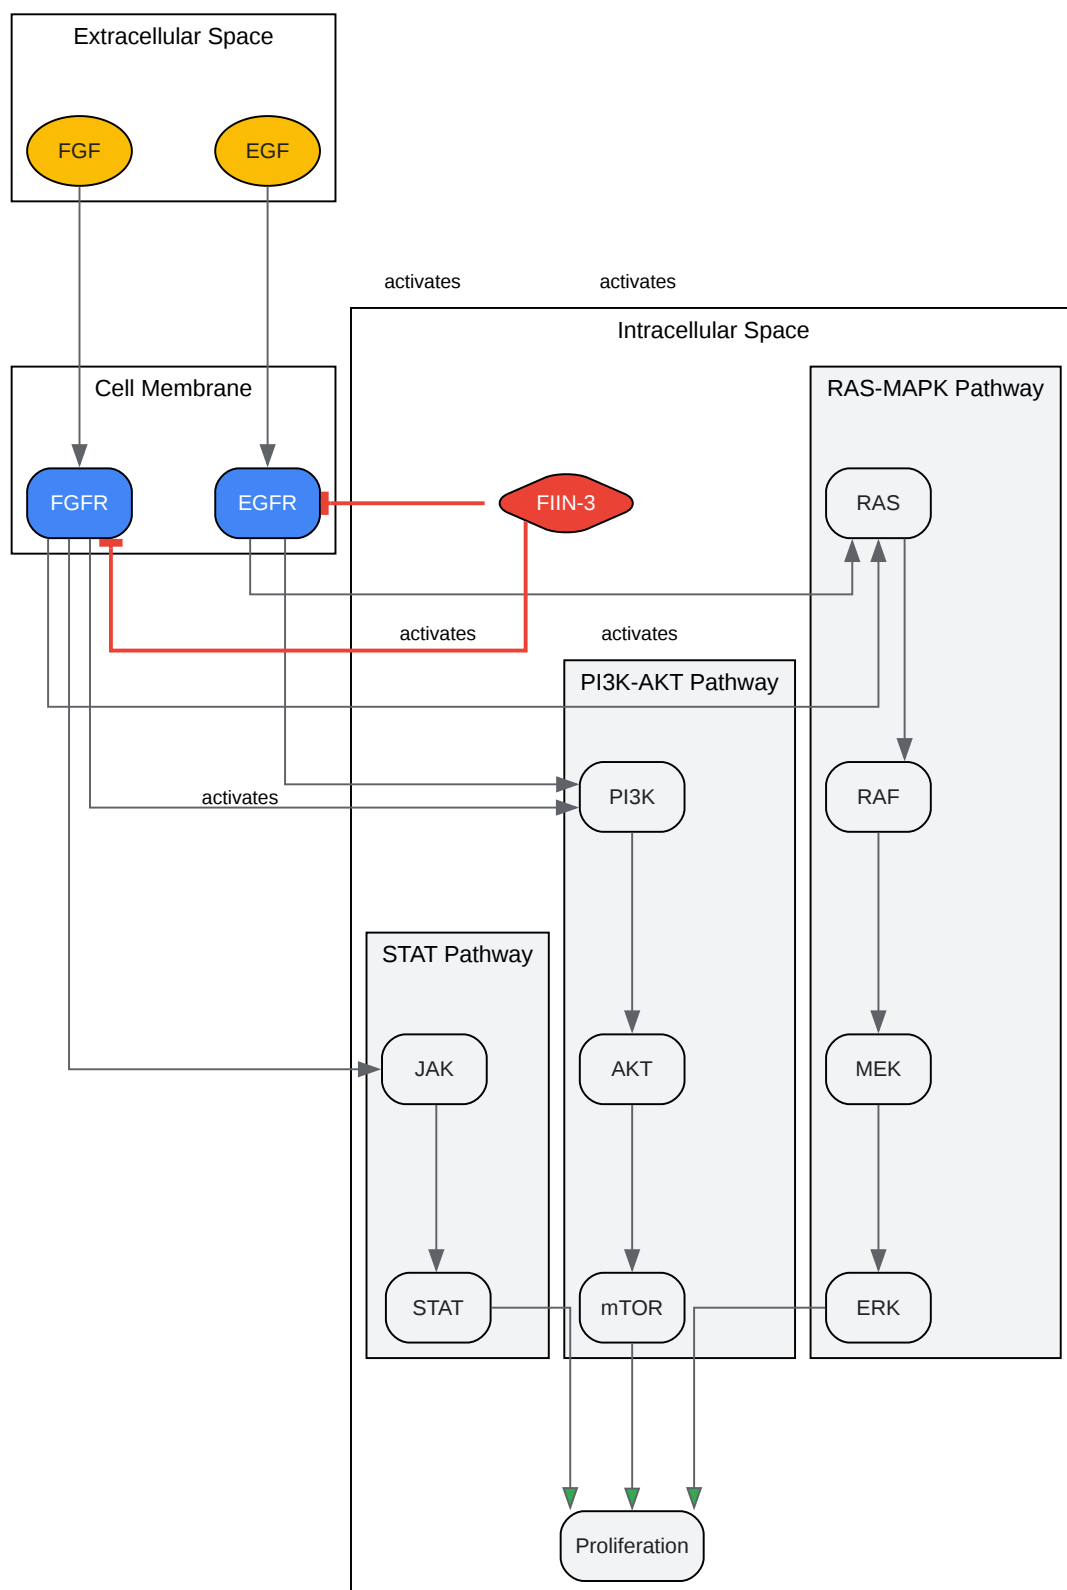 Extracellular Space
FGF
EGF
activates
activates
Intracellular Space
Cell Membrane
RAS-MAPK Pathway
FGFR
EGFR
FIIN-3
RAS
activates
activates
PI3K-AKT Pathway
activates
PI3K
RAF
STAT Pathway
JAK
AKT
MEK
STAT
mTOR
ERK
Proliferation